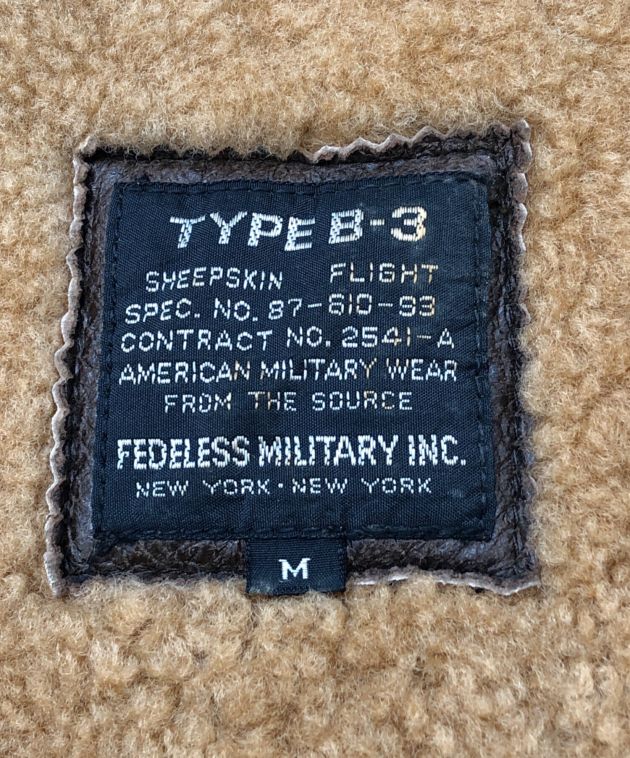 TYPE B-3
SHEEPSKIN FLIGHT
SPEC. NO. 87-610-93
CONTRACT NO. 2541-A
AMERICAN MILITARY WEAR
FROM THE SOURCE
FEDELESS MILITARY INC.
NEW YORK · NEW YORK
M